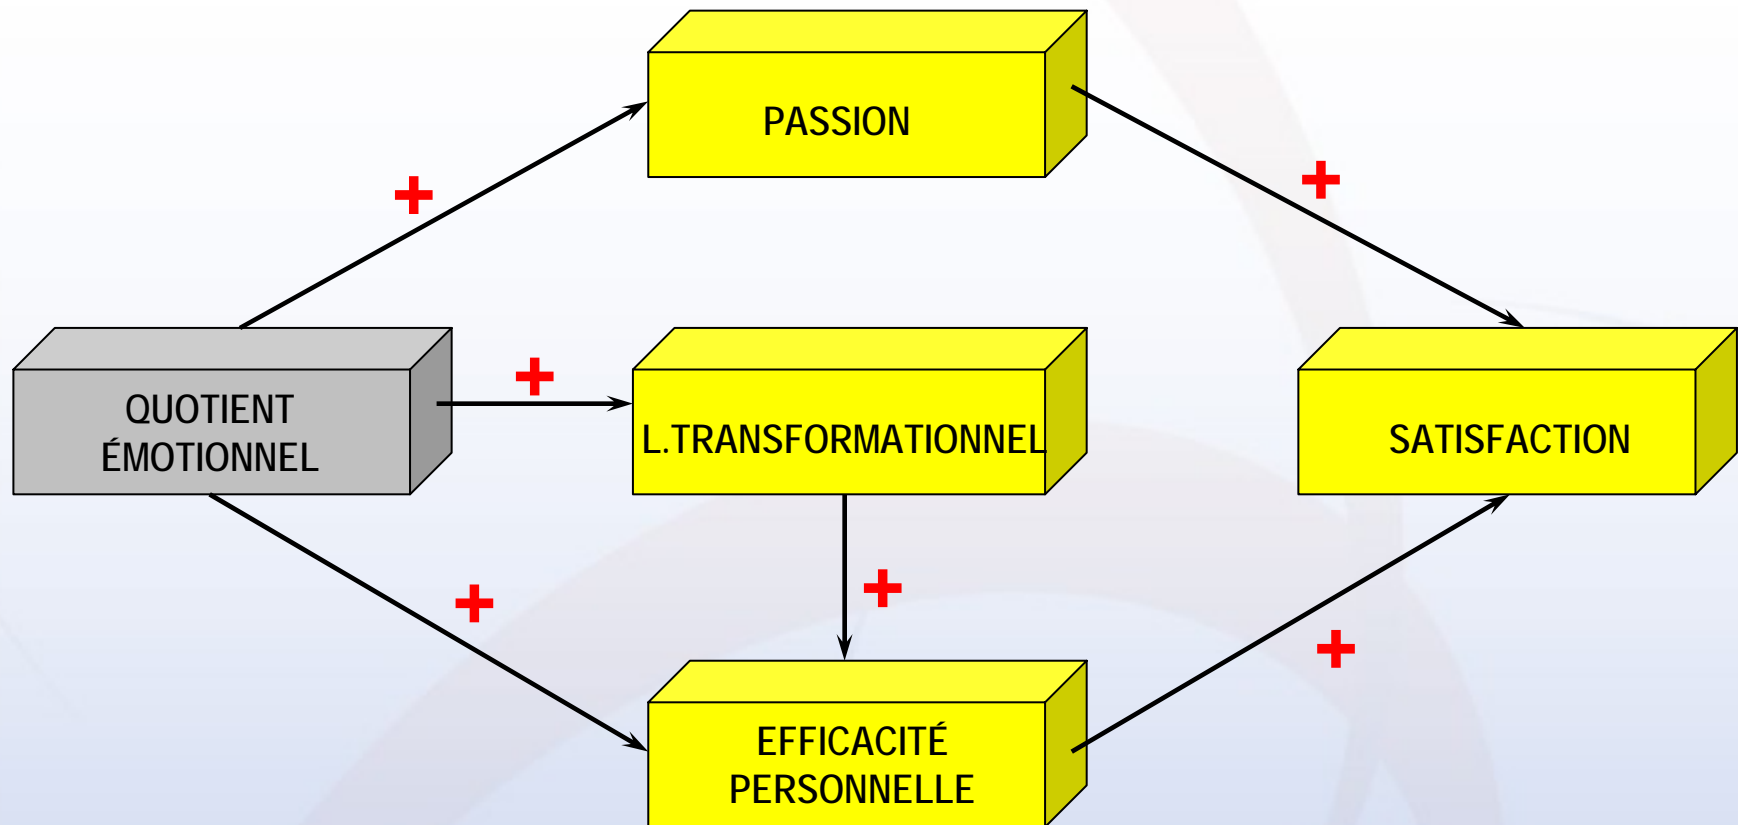 PASSION
+
+
QUOTIENT
ÉMOTIONNEL
+
L.TRANSFORMATIONNEL
SATISFACTION
+
+
+
EFFICACITÉ
PERSONNELLE